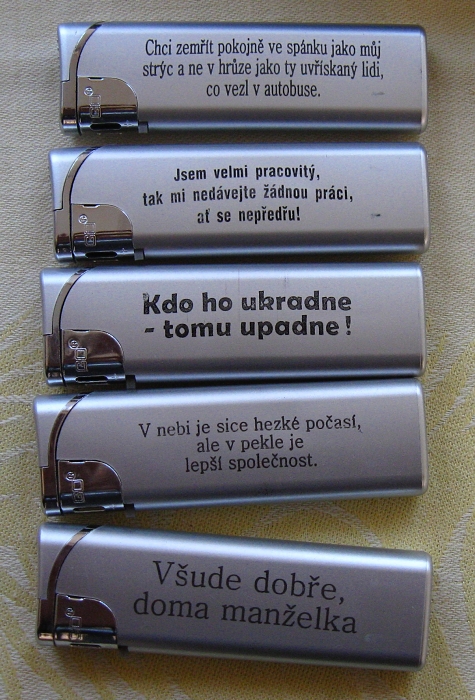 Chci zemřít pokojně ve spánku jako můj
strýc a ne v hrůze jako ty uvřískaný lidi,
co vezl v autobuse.
Jsem velmi pracovitý,
tak mi nedávejte žádnou práci,
ať se nepředřu!
Kdo ho ukradne
- tomu upadne!
V nebi je sice hezké počasí,
ale v pekle je
lepší společnost.
Všude dobře,
doma manželka